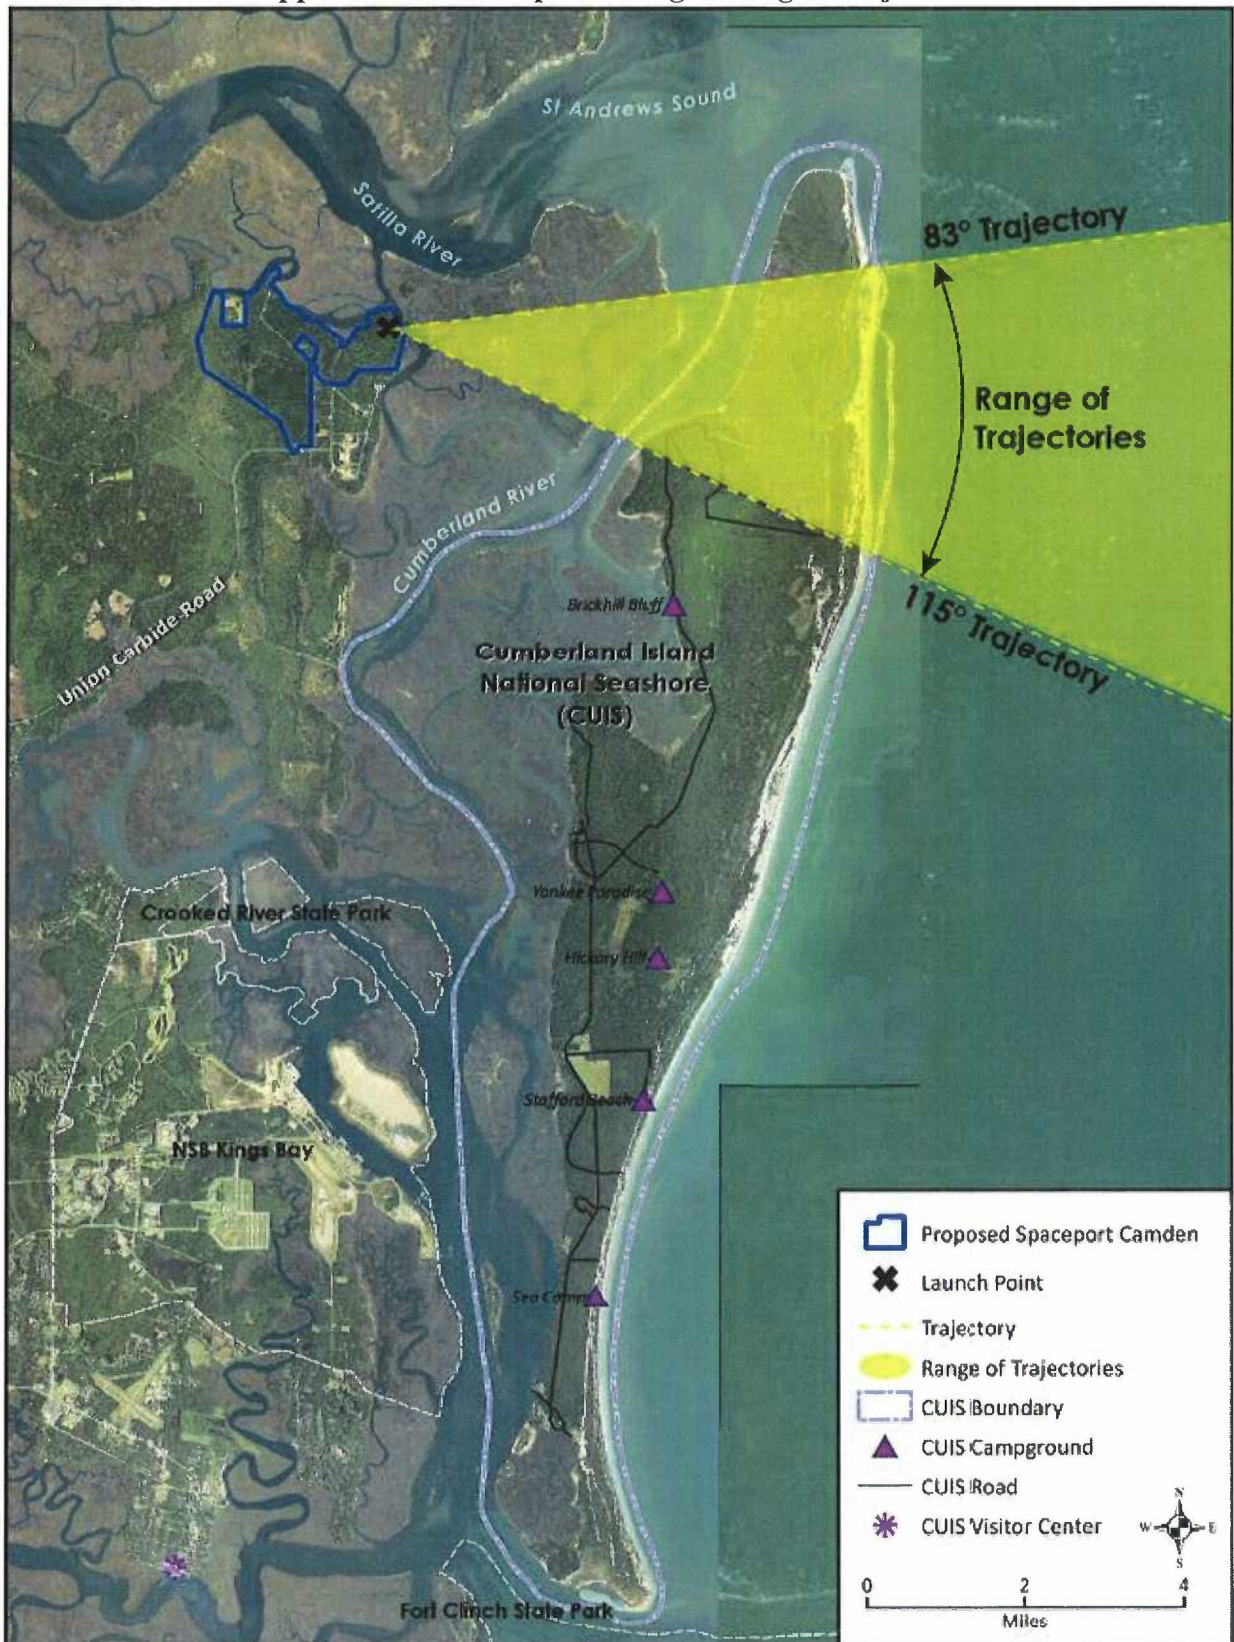 St Andrews Sound
Satilla River
83° Trajectory
Range of
Trajectories
Cumberland River
115° Trajectory
Union Carbide Road
Brickhill Bluff
Cumberland Island
National Seashore
(CUIS)
Yankee Paradise
Crooked River State Park
Hickory Hill
Stafford Beach
NSB Kings Bay
Sea Camp
Fort Clinch State Park
Proposed Spaceport Camden
Launch Point
Trajectory
Range of Trajectories
CUIS Boundary
CUIS Campground
CUIS Road
CUIS Visitor Center
N
W E
S
0 2 4
Miles